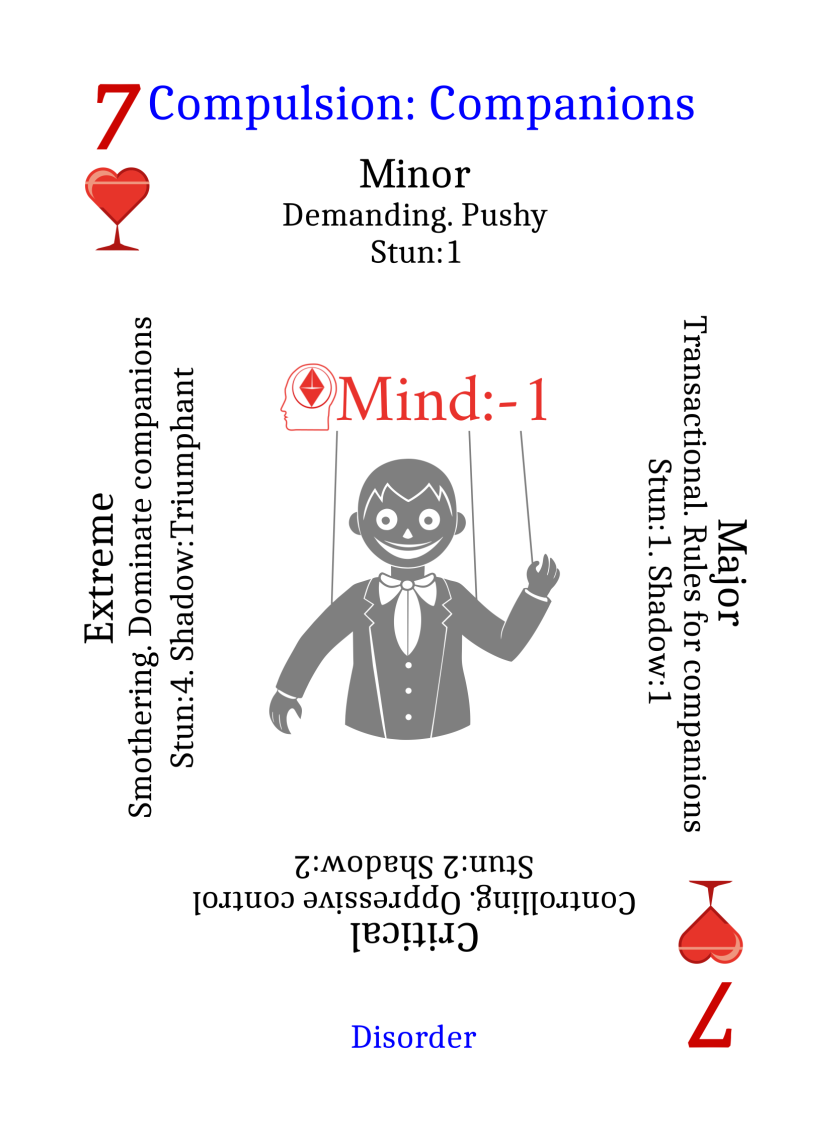 7
Compulsion: Companions
Minor
Demanding. Pushy
Stun:1
Mind:-1
Major
Transactional. Rules for companions
Stun:1. Shadow:1
Critical
Controlling. Oppressive control
Stun:2 Shadow:2
Extreme
Smothering. Dominate companions
Stun:4. Shadow:Triumphant
7
Disorder